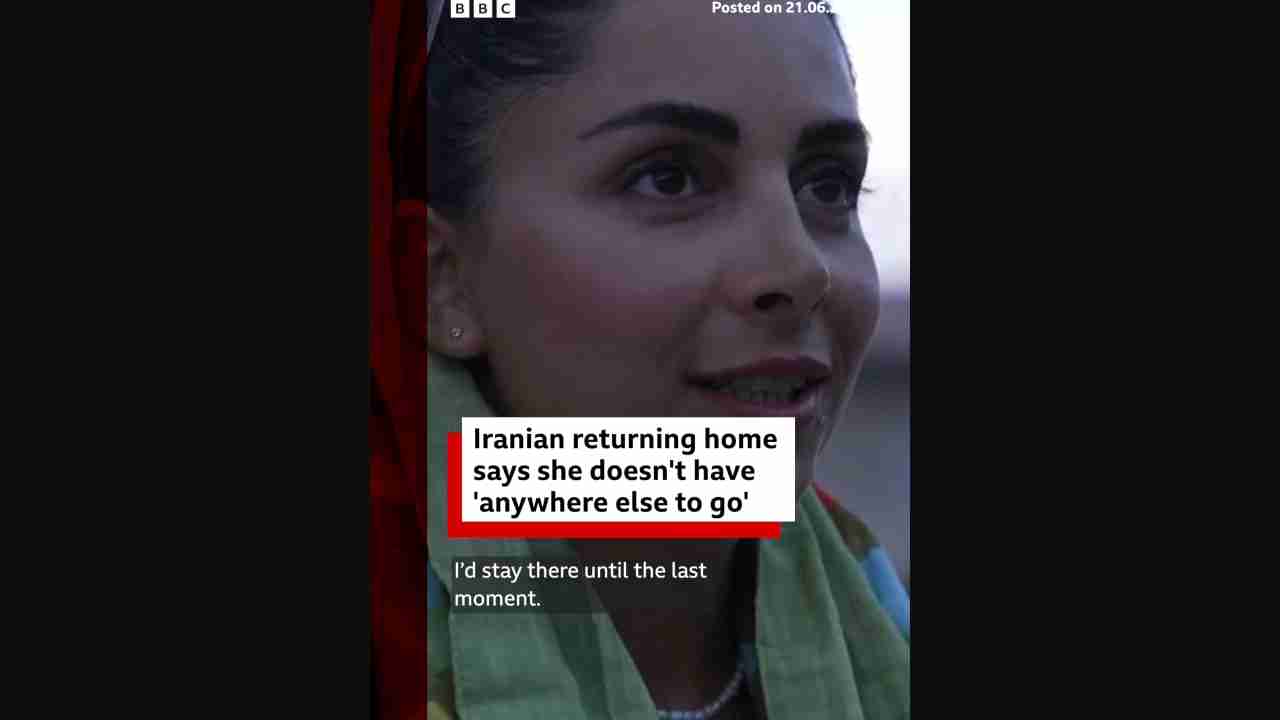 BBC
Posted on 21.06.
Iranian returning home
says she doesn't have
'anywhere else to go'
I'd stay there until the last
moment.